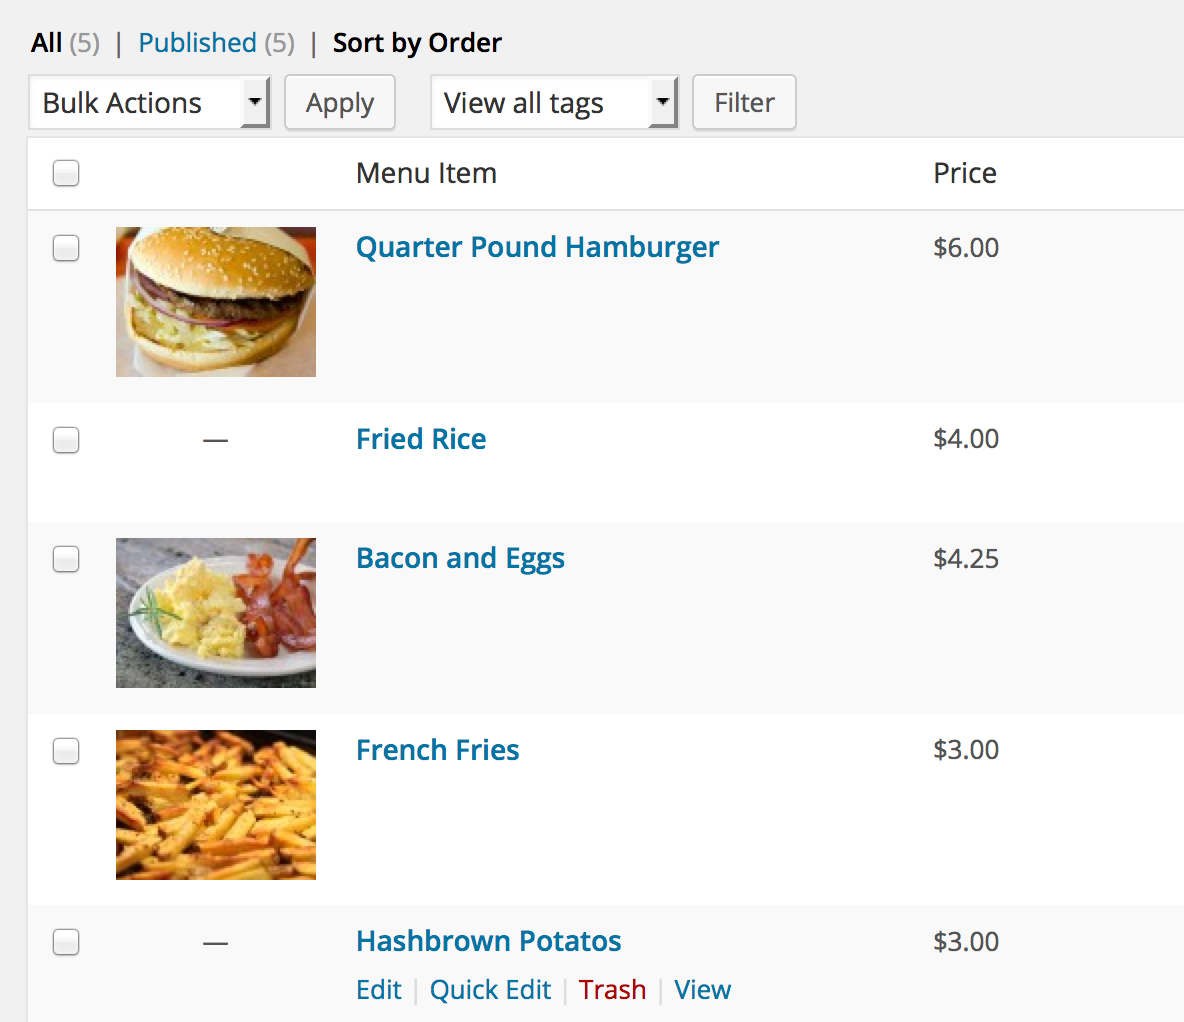 All (5) | Published (5) | Sort by Order
Bulk Actions Apply View all tags Filter
Menu Item Price
Quarter Pound Hamburger $6.00
— Fried Rice $4.00
Bacon and Eggs $4.25
French Fries $3.00
— Hashbrown Potatos $3.00
Edit | Quick Edit | Trash | View